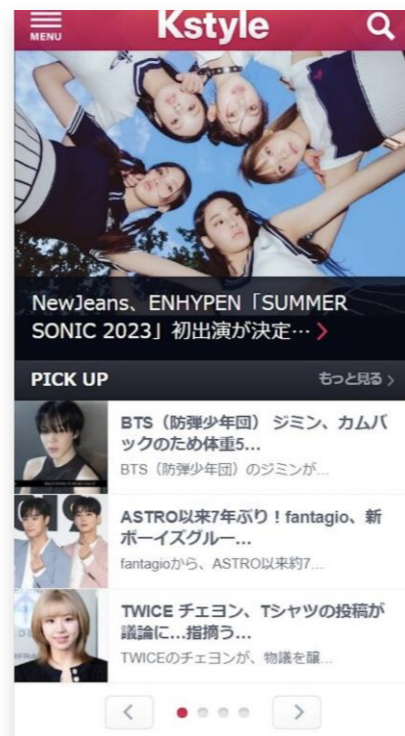 MENU
Kstyle
NewJeans、ENHYPEN「SUMMER
SONIC 2023」初出演が決定…
PICK UP
もっと見る
BTS（防弾少年団） ジミン、カムバ
ックのため体重5...
BTS（防弾少年団）のジミンが...
ASTRO以来7年ぶり！fantagio、新
ボーイズグルー...
fantagioから、ASTRO以来約7...
TWICE チェヨン、Tシャツの投稿が
議論に…指摘う...
TWICEのチェヨンが、物議を醸...